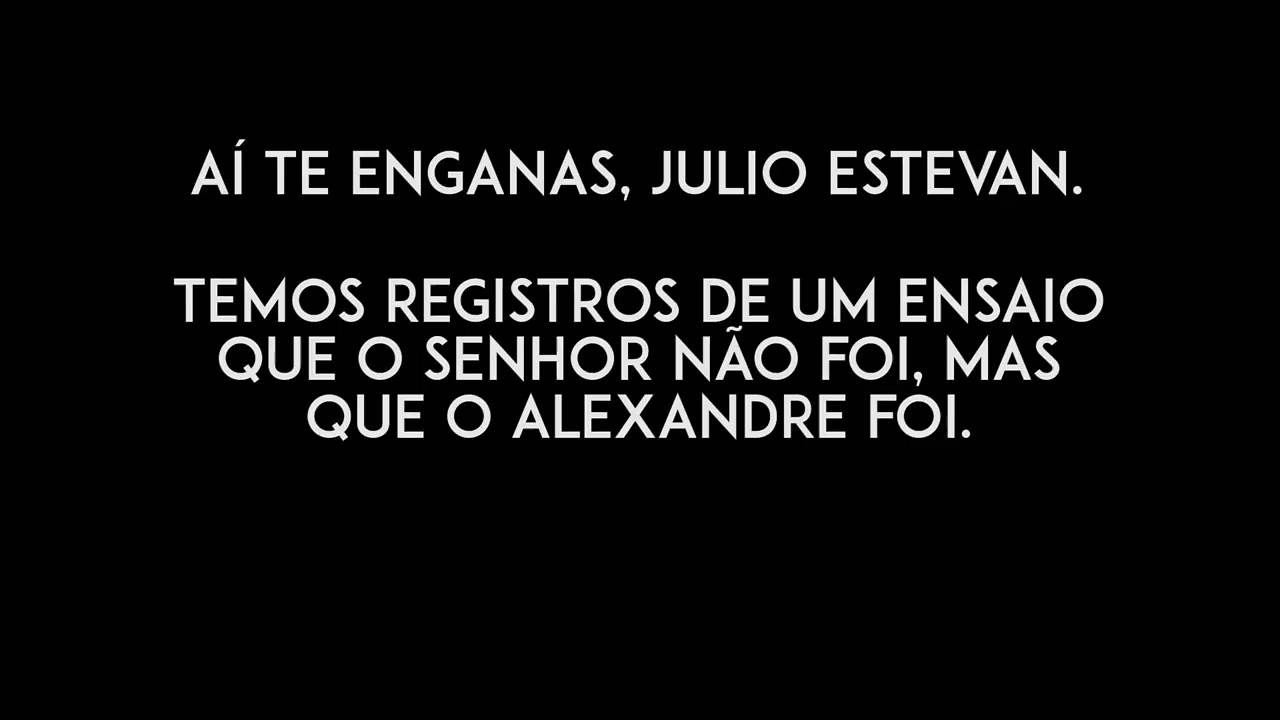 AÍ TE ENGANAS, JULIO ESTEVAN.
TEMOS REGISTROS DE UM ENSAIO
QUE O SENHOR NÃO FOI, MAS
QUE O ALEXANDRE FOI.